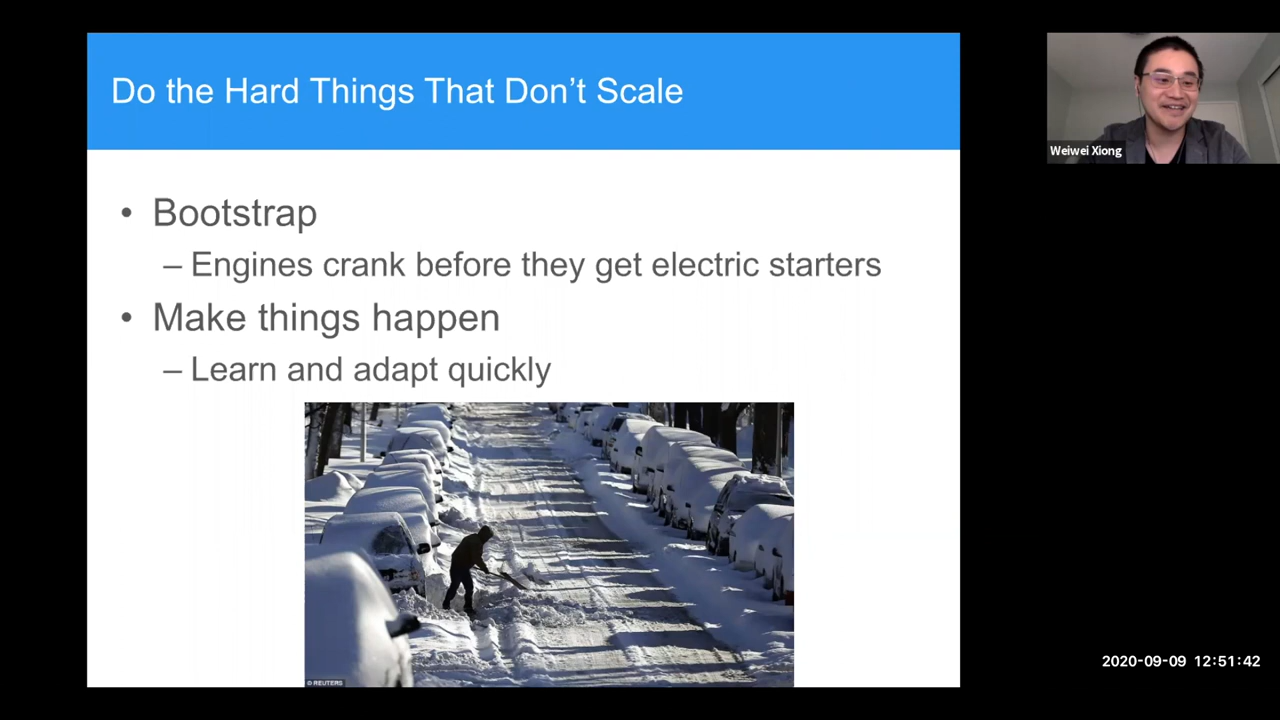 Do the Hard Things That Don’t Scale
• Bootstrap
– Engines crank before they get electric starters
• Make things happen
– Learn and adapt quickly
© REUTERS
Weiwei Xiong
2020-09-09 12:51:42